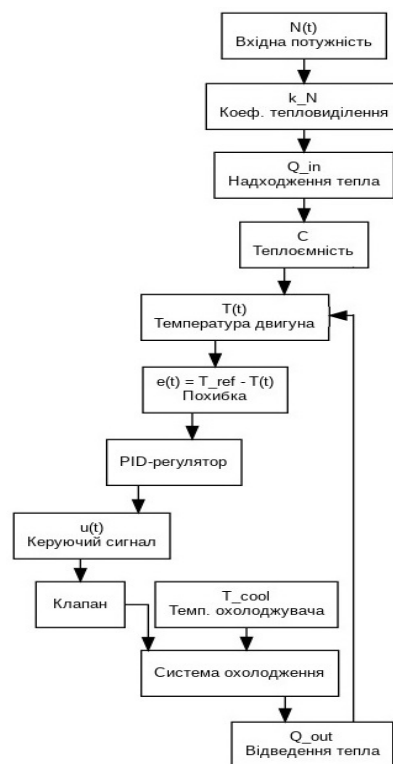 N(t)
Вхідна потужність
k_N
Коеф. тепловиділення
Q_in
Надходження тепла
C
Теплоємність
T(t)
Температура двигуна
e(t) = T_ref - T(t)
Похибка
PID-регулятор
u(t)
Керуючий сигнал
Клапан
T_cool
Темп. охолоджувача
Система охолодження
Q_out
Відведення тепла